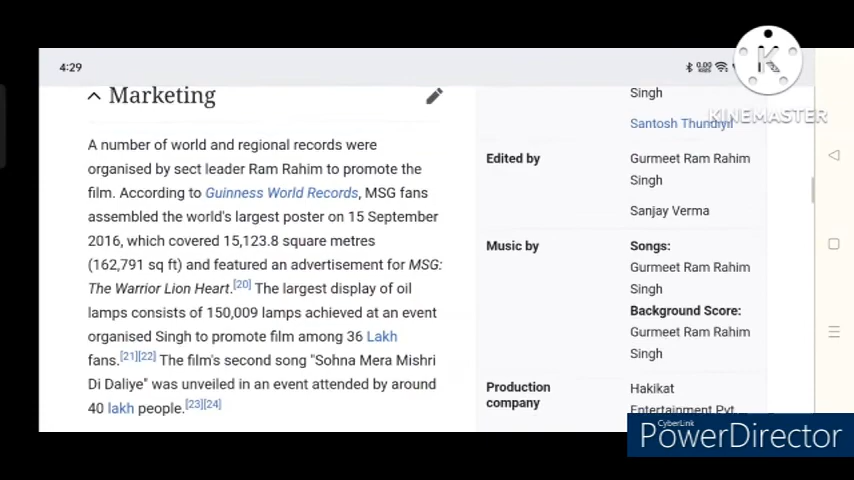 4:29
KINEMASTER
Marketing
A number of world and regional records were
organised by sect leader Ram Rahim to promote the
film. According to Guinness World Records, MSG fans
assembled the world's largest poster on 15 September
2016, which covered 15,123.8 square metres
(162,791 sq ft) and featured an advertisement for MSG:
The Warrior Lion Heart.[20] The largest display of oil
lamps consists of 150,009 lamps achieved at an event
organised Singh to promote film among 36 Lakh
fans.[21][22] The film's second song "Sohna Mera Mishri
Di Daliye" was unveiled in an event attended by around
40 lakh people.[23][24]
Singh
Santosh Thundiyil
Edited by
Gurmeet Ram Rahim
Singh
Sanjay Verma
Music by
Songs:
Gurmeet Ram Rahim
Singh
Background Score:
Gurmeet Ram Rahim
Singh
Production
company
Hakikat
Entertainment Pvt.
CyberLink
PowerDirector